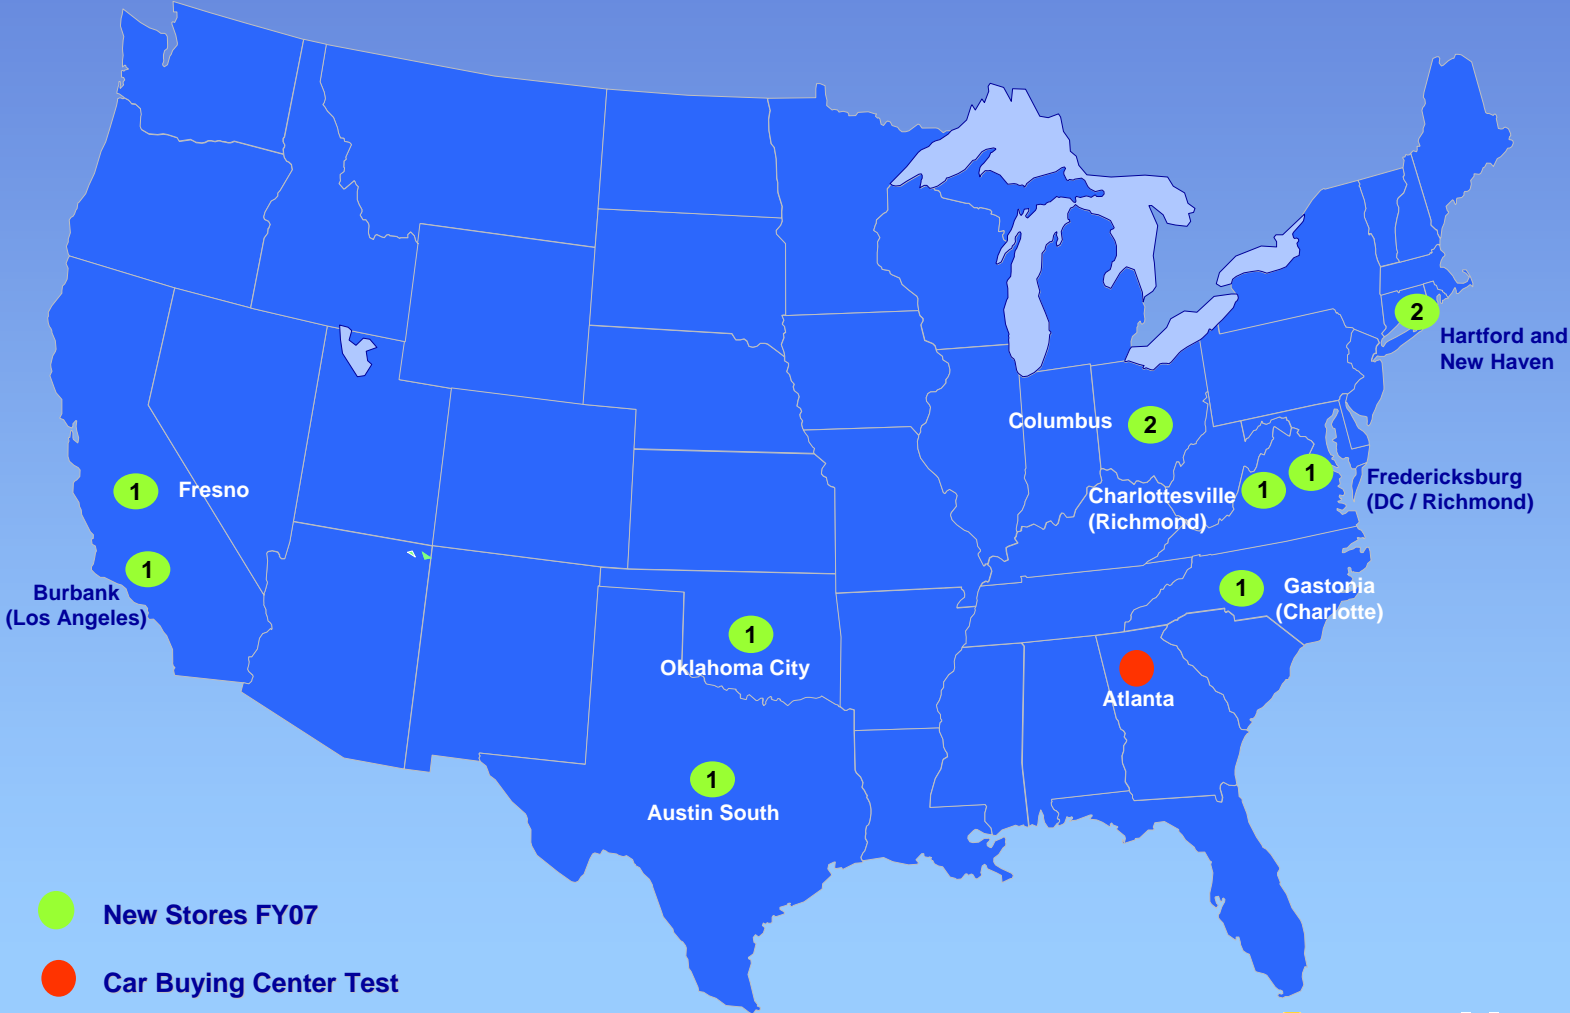 2
Hartford and
New Haven
Columbus
2
1
Fredericksburg
(DC / Richmond)
Charlottesville
(Richmond)
1
1
Fresno
1
Burbank
(Los Angeles)
1
Gastonia
(Charlotte)
1
Oklahoma City
Atlanta
1
Austin South
New Stores FY07
Car Buying Center Test